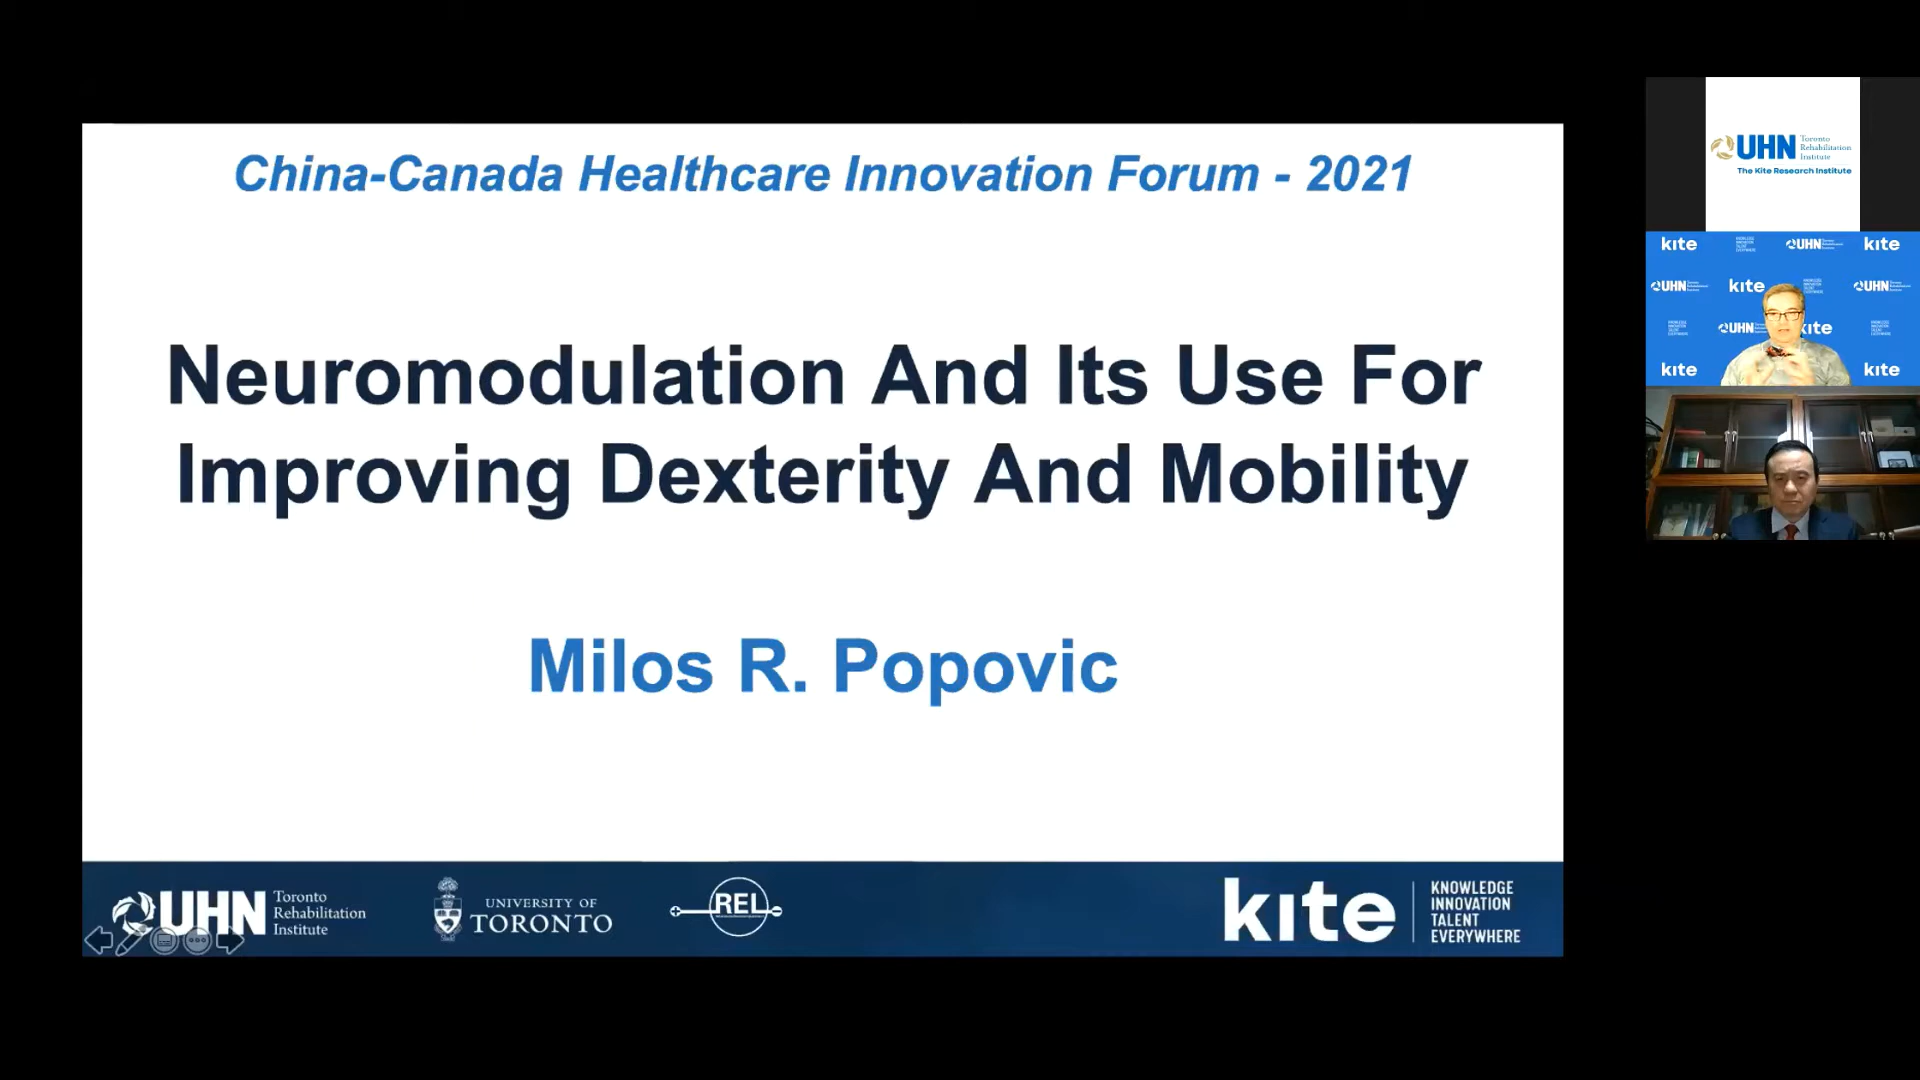 China-Canada Healthcare Innovation Forum - 2021
Neuromodulation And Its Use For
Improving Dexterity And Mobility
Milos R. Popovic
UHN
Toronto
Rehabilitation
Institute
UNIVERSITY OF
TORONTO
REL
kite
KNOWLEDGE
INNOVATION
TALENT
EVERYWHERE
UHN
Toronto
Rehabilitation
Institute
The Kite Research Institute
kite
UHN
kite
UHN
kite
UHN
UHN
kite
kite
kite